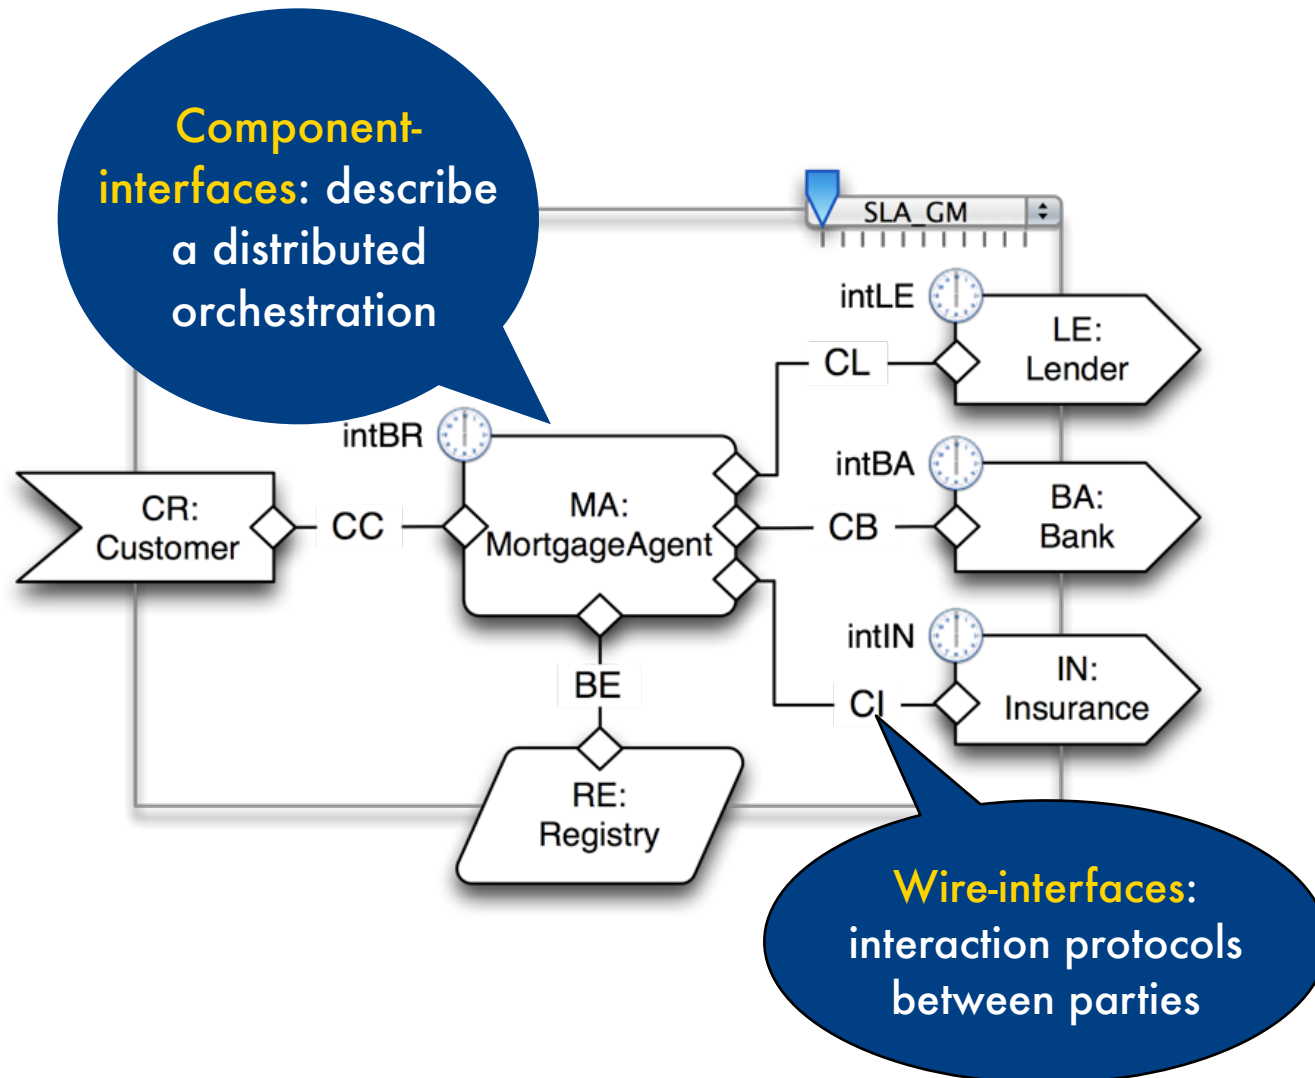 Component-
interfaces: describe
a distributed
orchestration
SLA_GM
intLE
LE:
Lender
CL
intBR
intBA
BA:
Bank
CR:
Customer
CC
MA:
MortgageAgent
CB
intIN
IN:
Insurance
BE
CI
RE:
Registry
Wire-interfaces:
interaction protocols
between parties